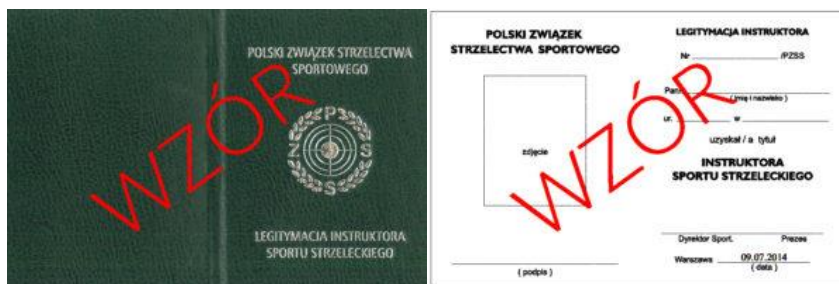 POLSKI ZWIĄZEK STRZELECTWA
SPORTOWEGO
PZSS
LEGITYMACJA INSTRUKTORA
SPORTU STRZELECKIEGO
WZÓR
POLSKI ZWIĄZEK
STRZELECTWA SPORTOWEGO
zdjęcie
( podpis )
LEGITYMACJA INSTRUKTORA
Nr /PZSS
Pan
( imię i nazwisko )
ur. w
uzyskał / a tytuł
INSTRUKTORA
SPORTU STRZELECKIEGO
Dyrektor Sport. Prezes
Warszawa 09.07.2014
( data )
WZÓR